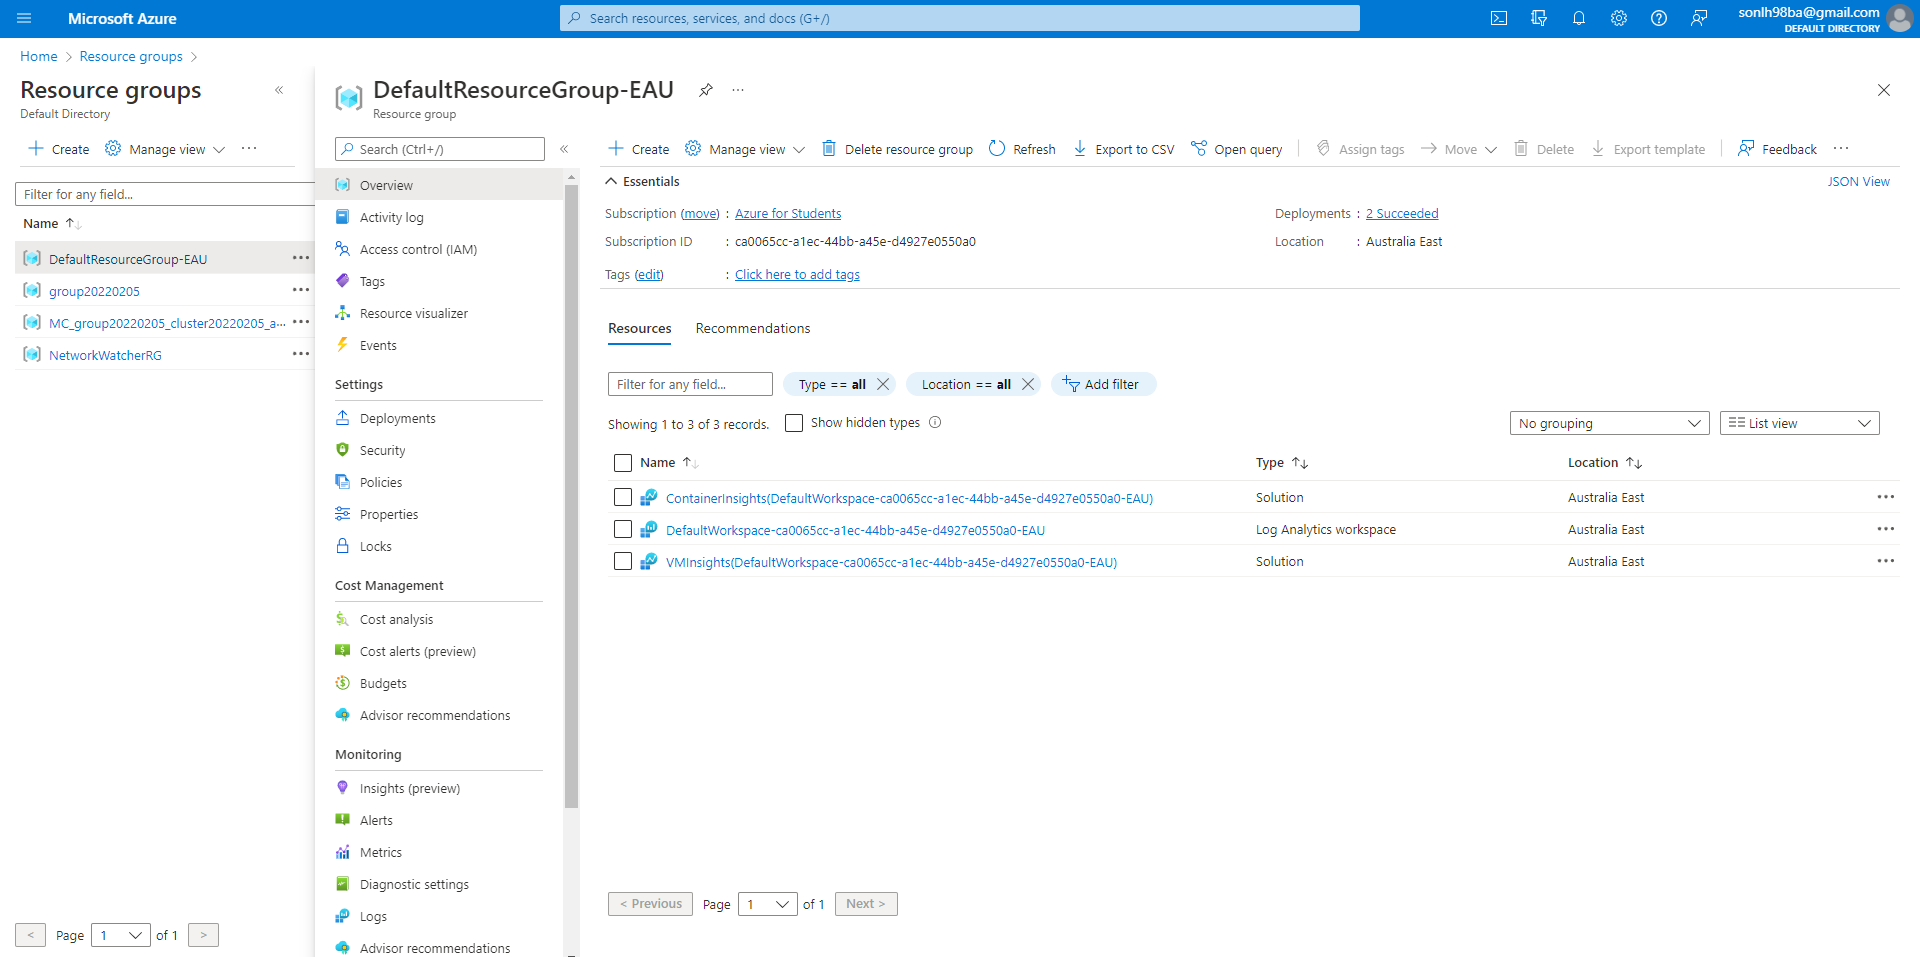 Microsoft Azure
Search resources, services, and docs (G+/)
sonlh98ba@gmail.com
DEFAULT DIRECTORY
Home > Resource groups >
Resource groups
Default Directory
Create Manage view ...
Filter for any field...
Name
DefaultResourceGroup-EAU
group20220205
MC_group20220205_cluster20220205_a...
NetworkWatcherRG
< Page 1 of 1 >
DefaultResourceGroup-EAU
Resource group
Search (Ctrl+/)
Overview
Activity log
Access control (IAM)
Tags
Resource visualizer
Events
Settings
Deployments
Security
Policies
Properties
Locks
Cost Management
Cost analysis
Cost alerts (preview)
Budgets
Advisor recommendations
Monitoring
Insights (preview)
Alerts
Metrics
Diagnostic settings
Logs
Advisor recommendations
Create Manage view Delete resource group Refresh Export to CSV Open query Assign tags Move Delete Export template Feedback ...
Essentials
JSON View
Subscription (move) : Azure for Students
Subscription ID : ca0065cc-a1ec-44bb-a45e-d4927e0550a0
Tags (edit) : Click here to add tags
Deployments : 2 Succeeded
Location : Australia East
Resources Recommendations
Filter for any field... Type == all Location == all Add filter
Showing 1 to 3 of 3 records. Show hidden types
No grouping List view
Name Type Location
ContainerInsights(DefaultWorkspace-ca0065cc-a1ec-44bb-a45e-d4927e0550a0-EAU) Solution Australia East
DefaultWorkspace-ca0065cc-a1ec-44bb-a45e-d4927e0550a0-EAU Log Analytics workspace Australia East
VMInsights(DefaultWorkspace-ca0065cc-a1ec-44bb-a45e-d4927e0550a0-EAU) Solution Australia East
< Previous Page 1 of 1 Next >